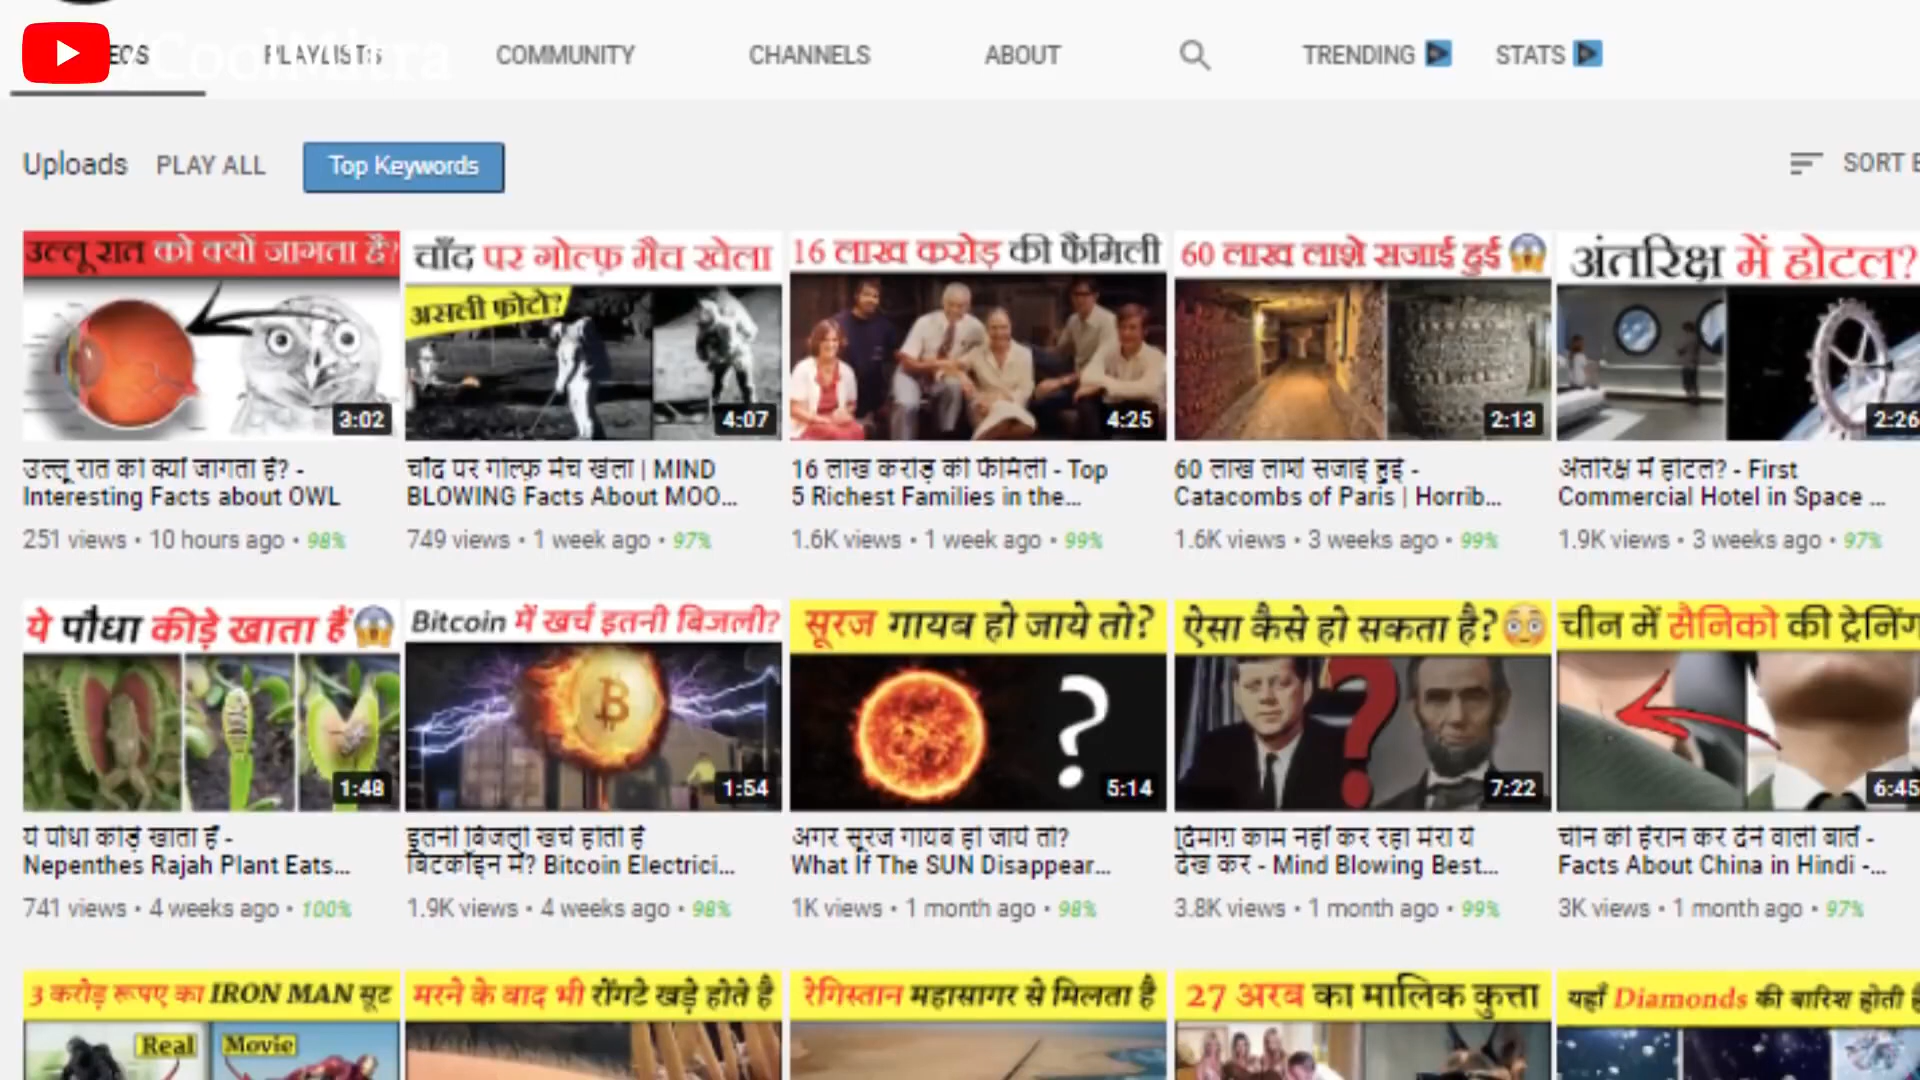 /CoolMitra
PLAYLISTS
COMMUNITY
CHANNELS
ABOUT
TRENDING
STATS
Uploads
PLAY ALL
Top Keywords
SORT
उल्लू रात को क्यों जागता है?
3:02
उल्लू रात को क्यों जागता है? -
Interesting Facts about OWL
251 views • 10 hours ago • 98%
चाँद पर गोल्फ़ मैच खेला
असली फ़ोटो?
4:07
चाँद पर गोल्फ़ मैच खेला | MIND
BLOWING Facts About MOO...
749 views • 1 week ago • 97%
16 लाख करोड़ की फैमिली
4:25
16 लाख करोड़ की फैमिली - Top
5 Richest Families in the...
1.6K views • 1 week ago • 99%
60 लाख लाशे सजाई हुई
2:13
60 लाख लाशे सजाई हुई -
Catacombs of Paris | Horrib...
1.6K views • 3 weeks ago • 99%
अंतरिक्ष में होटल?
2:26
अंतरिक्ष में होटल? - First
Commercial Hotel in Space ...
1.9K views • 3 weeks ago • 97%
ये पौधा कीड़े खाता हैं
1:48
ये पौधा कीड़े खाता हैं -
Nepenthes Rajah Plant Eats...
741 views • 4 weeks ago • 100%
Bitcoin में खर्च इतनी बिजली?
1:54
इतनी बिजली खर्च होती है
बिटकॉइन में? Bitcoin Electrici...
1.9K views • 4 weeks ago • 98%
सूरज गायब हो जाये तो?
5:14
अगर सूरज गायब हो जाये तो?
What If The SUN Disappear...
1K views • 1 month ago • 98%
ऐसा कैसे हो सकता है?
7:22
दिमाग़ काम नहीं कर रहा मेरा ये
देख कर - Mind Blowing Best...
3.8K views • 1 month ago • 99%
चीन में सैनिको की ट्रेनिंग
6:45
चीन की हैरान कर देने वाली बातें -
Facts About China in Hindi -...
3K views • 1 month ago • 97%
3 करोड़ रूपए का IRON MAN सूट
Real
Movie
मरने के बाद भी रोंगटे खड़े होते है
रेगिस्तान महासागर से मिलता है
27 अरब का मालिक कुत्ता
यहाँ Diamonds की बारिश होती